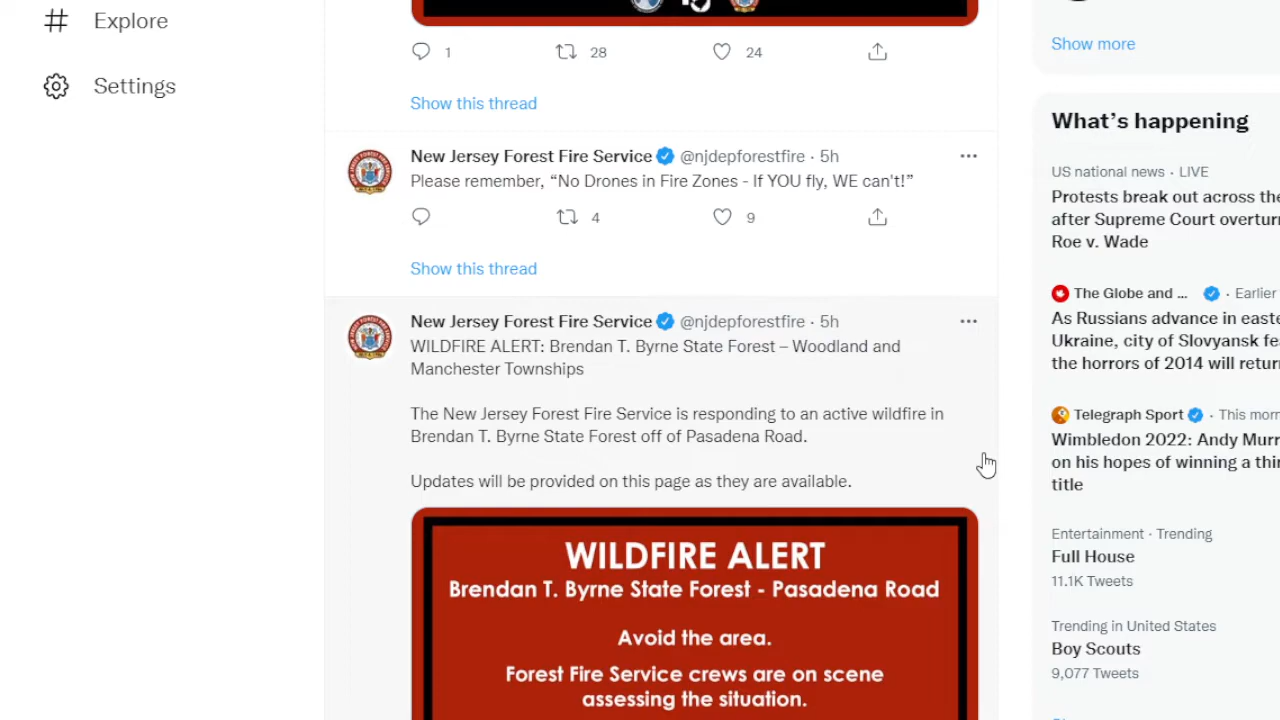 Explore
Settings
1
28
24
Show this thread
New Jersey Forest Fire Service @njdepforestfire · 5h
Please remember, “No Drones in Fire Zones - If YOU fly, WE can't!”
4
9
Show this thread
New Jersey Forest Fire Service @njdepforestfire · 5h
WILDFIRE ALERT: Brendan T. Byrne State Forest – Woodland and
Manchester Townships
The New Jersey Forest Fire Service is responding to an active wildfire in
Brendan T. Byrne State Forest off of Pasadena Road.
Updates will be provided on this page as they are available.
WILDFIRE ALERT
Brendan T. Byrne State Forest - Pasadena Road
Avoid the area.
Forest Fire Service crews are on scene
assessing the situation.
Show more
What’s happening
US national news · LIVE
Protests break out across the
after Supreme Court overturn
Roe v. Wade
The Globe and ... · Earlier
As Russians advance in easte
Ukraine, city of Slovyansk fe
the horrors of 2014 will retur
Telegraph Sport · This morn
Wimbledon 2022: Andy Murr
on his hopes of winning a thi
title
Entertainment · Trending
Full House
11.1K Tweets
Trending in United States
Boy Scouts
9,077 Tweets